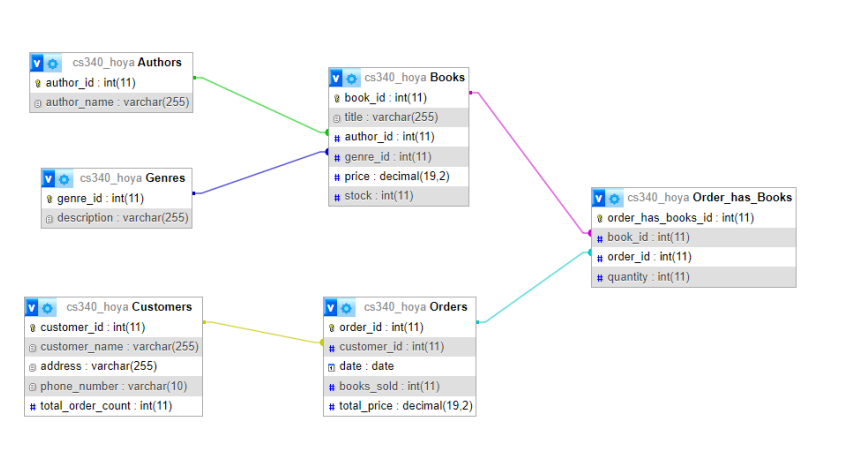 cs340_hoya Authors
author_id : int(11)
author_name : varchar(255)
cs340_hoya Books
book_id : int(11)
title : varchar(255)
author_id : int(11)
genre_id : int(11)
price : decimal(19,2)
stock : int(11)
cs340_hoya Genres
genre_id : int(11)
description : varchar(255)
cs340_hoya Order_has_Books
order_has_books_id : int(11)
book_id : int(11)
order_id : int(11)
quantity : int(11)
cs340_hoya Customers
customer_id : int(11)
customer_name : varchar(255)
address : varchar(255)
phone_number : varchar(10)
total_order_count : int(11)
cs340_hoya Orders
order_id : int(11)
customer_id : int(11)
date : date
books_sold : int(11)
total_price : decimal(19,2)